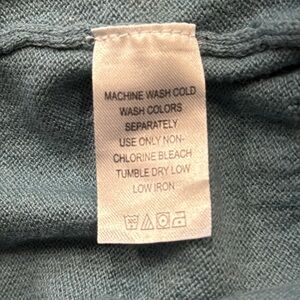 MACHINE WASH COLD
WASH COLORS
SEPARATELY
USE ONLY NON-
CHLORINE BLEACH
TUMBLE DRY LOW
LOW IRON